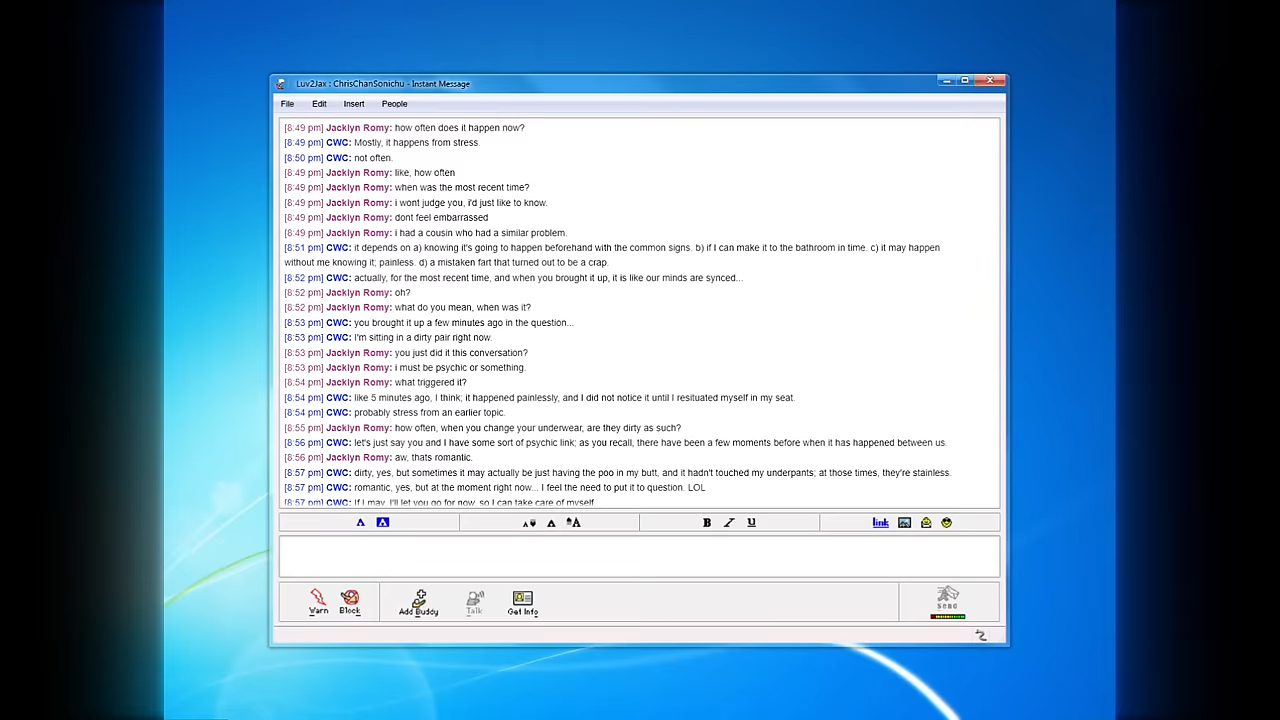 Luv2Jax : ChrisChanSonichu - Instant Message
File Edit Insert People
[8:49 pm] Jacklyn Romy: how often does it happen now?
[8:49 pm] CWC: Mostly, it happens from stress.
[8:50 pm] CWC: not often.
[8:49 pm] Jacklyn Romy: like, how often
[8:49 pm] Jacklyn Romy: when was the most recent time?
[8:49 pm] Jacklyn Romy: i wont judge you, i'd just like to know.
[8:49 pm] Jacklyn Romy: dont feel embarrassed
[8:49 pm] Jacklyn Romy: i had a cousin who had a similar problem.
[8:51 pm] CWC: it depends on a) knowing it's going to happen beforehand with the common signs. b) if I can make it to the bathroom in time. c) it may happen
without me knowing it; painless. d) a mistaken fart that turned out to be a crap.
[8:52 pm] CWC: actually, for the most recent time, and when you brought it up, it is like our minds are synced...
[8:52 pm] Jacklyn Romy: oh?
[8:52 pm] Jacklyn Romy: what do you mean, when was it?
[8:53 pm] CWC: you brought it up a few minutes ago in the question...
[8:53 pm] CWC: I'm sitting in a dirty pair right now.
[8:53 pm] Jacklyn Romy: you just did it this conversation?
[8:53 pm] Jacklyn Romy: i must be psychic or something.
[8:54 pm] Jacklyn Romy: what triggered it?
[8:54 pm] CWC: like 5 minutes ago, I think; it happened painlessly, and I did not notice it until I resituated myself in my seat.
[8:54 pm] CWC: probably stress from an earlier topic.
[8:55 pm] Jacklyn Romy: how often, when you change your underwear, are they dirty as such?
[8:56 pm] CWC: let's just say you and I have some sort of psychic link; as you recall, there have been a few moments before when it has happened between us.
[8:56 pm] Jacklyn Romy: aw, thats romantic.
[8:57 pm] CWC: dirty, yes, but sometimes it may actually be just having the poo in my butt, and it hadn't touched my underpants; at those times, they're stainless.
[8:57 pm] CWC: romantic, yes, but at the moment right now... I feel the need to put it to question. LOL
[8:57 pm] CWC: If I may, I'll let you go for now, so I can take care of myself.
A A A A A B I U link
Warn Block Add Buddy Talk Get Info Send